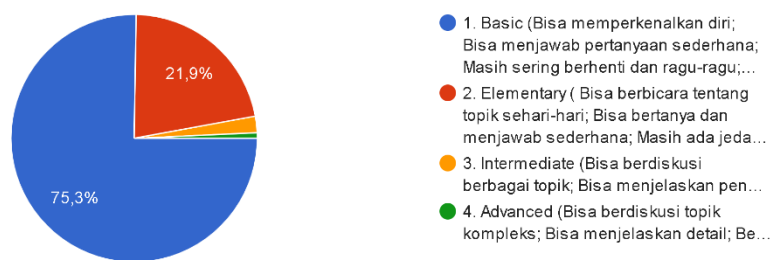 75,3%
21,9%
1. Basic (Bisa memperkenalkan diri;
Bisa menjawab pertanyaan sederhana;
Masih sering berhenti dan ragu-ragu;...
2. Elementary ( Bisa berbicara tentang
topik sehari-hari; Bisa bertanya dan
menjawab sederhana; Masih ada jeda...
3. Intermediate (Bisa berdiskusi
berbagai topik; Bisa menjelaskan pen...
4. Advanced (Bisa berdiskusi topik
kompleks; Bisa menjelaskan detail; Be...